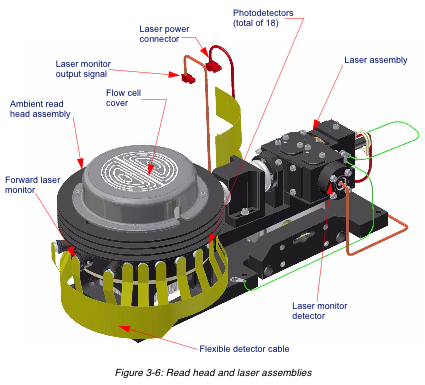 Photodetectors
(total of 18)
Laser power
connector
Laser monitor
output signal
Laser assembly
Flow cell
cover
Ambient read
head assembly
Forward laser
monitor
Laser monitor
detector
Flexible detector cable
Figure 3-6: Read head and laser assemblies